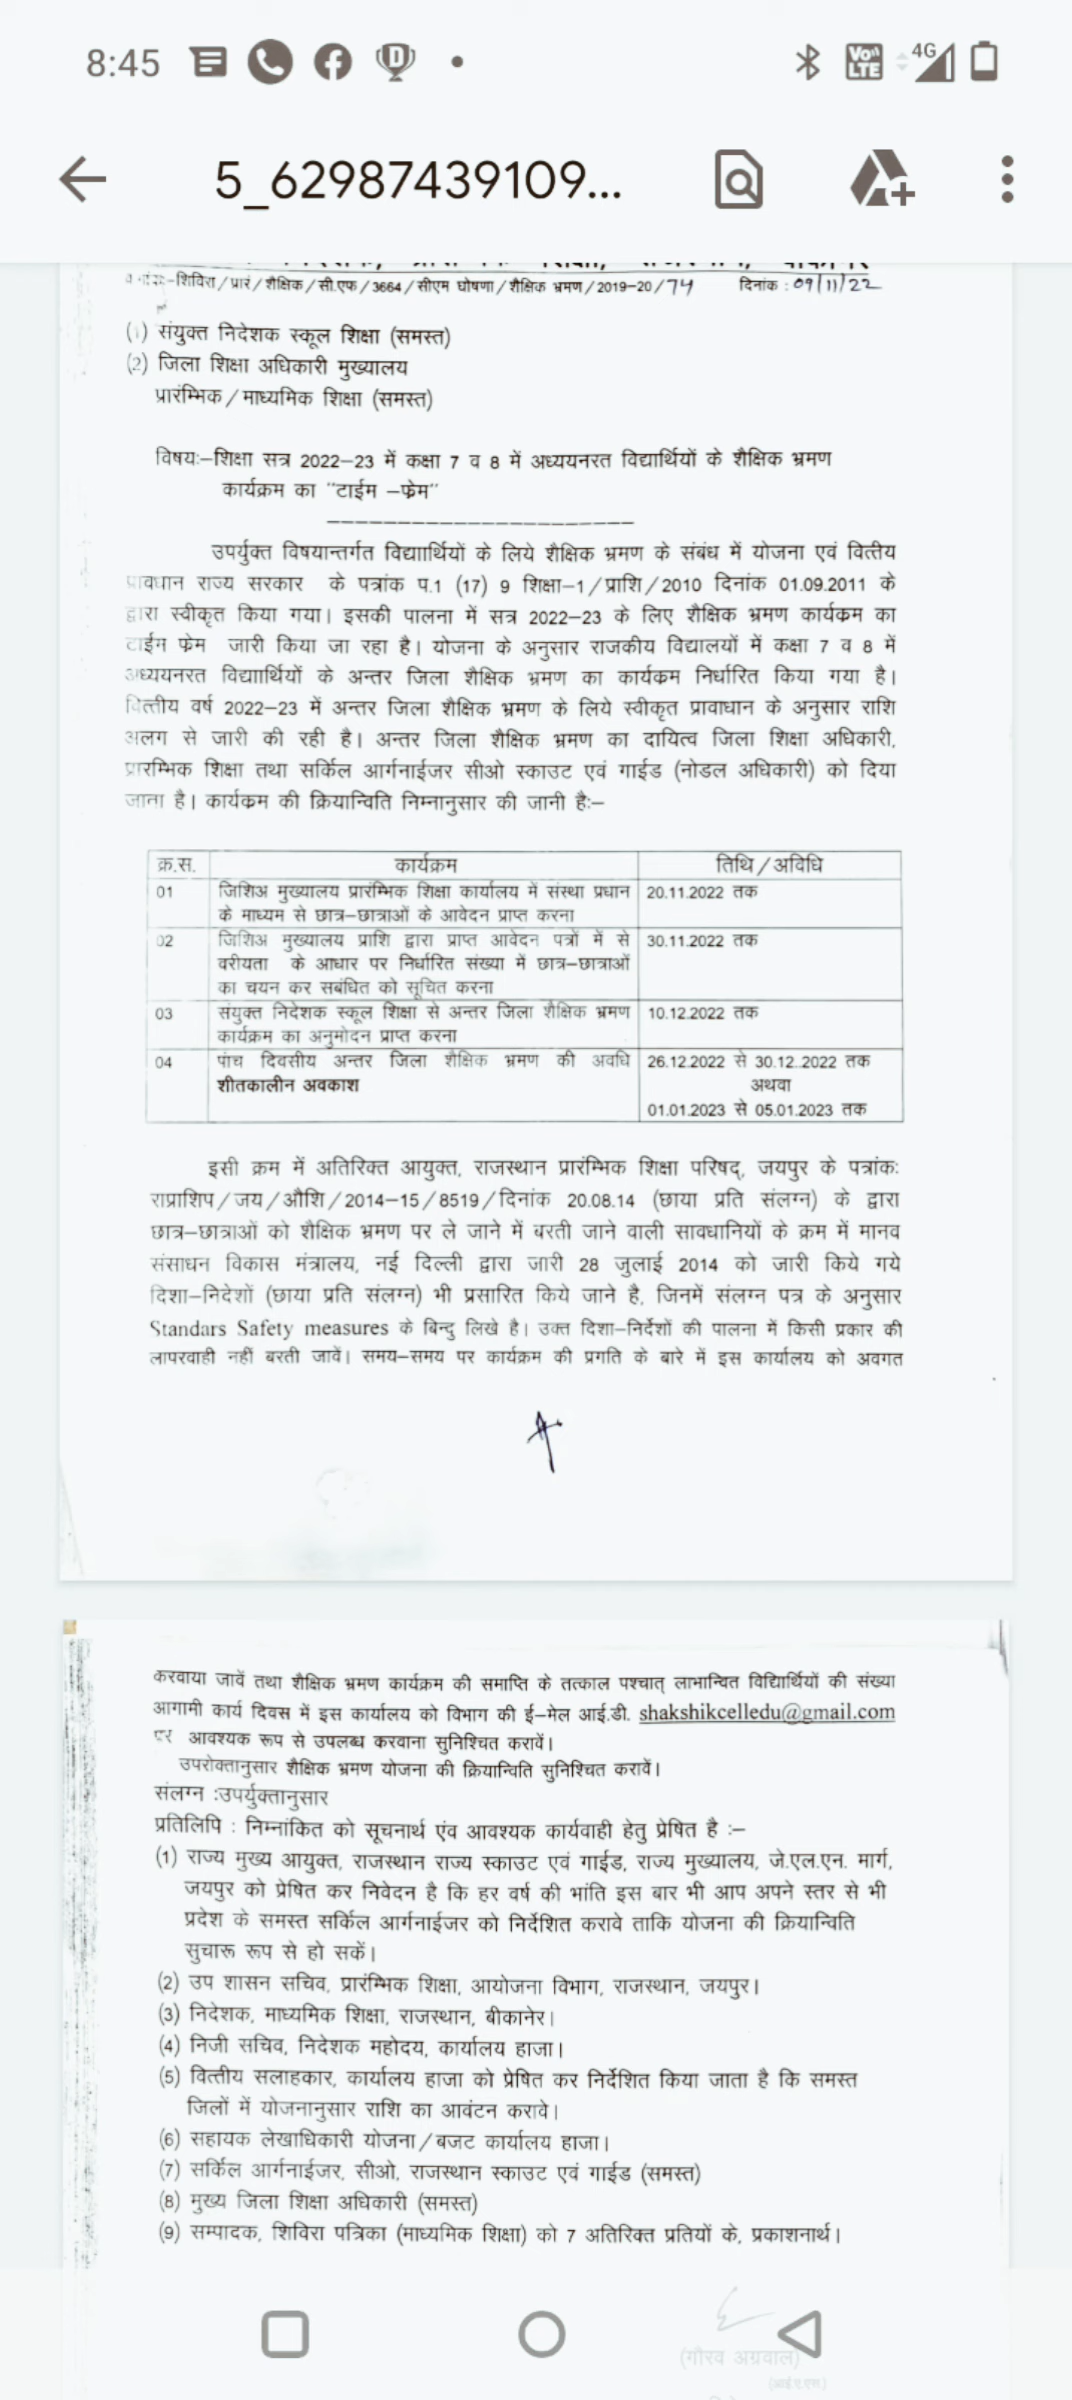 8:45
VoLTE 4G
5_62987439109...
शिविरा/प्रारं/शैक्षिक/सी.एफ/3664/सीएम घोषणा/शैक्षिक भ्रमण/2019-20/74 दिनांक : 09/11/22
(1) संयुक्त निदेशक स्कूल शिक्षा (समस्त)
(2) जिला शिक्षा अधिकारी मुख्यालय
प्रारंम्भिक/माध्यमिक शिक्षा (समस्त)
विषयः-शिक्षा सत्र 2022-23 में कक्षा 7 व 8 में अध्ययनरत विद्यार्थियों के शैक्षिक भ्रमण
कार्यक्रम का "टाईम -फ्रेम"
उपर्युक्त विषयान्तर्गत विद्याार्थियों के लिये शैक्षिक भ्रमण के संबंध में योजना एवं वित्तीय
प्रावधान राज्य सरकार के पत्रांक प.1 (17) 9 शिक्षा-1/प्राशि/2010 दिनांक 01.09.2011 के
द्वारा स्वीकृत किया गया। इसकी पालना में सत्र 2022-23 के लिए शैक्षिक भ्रमण कार्यक्रम का
टाईम फ्रेम जारी किया जा रहा है। योजना के अनुसार राजकीय विद्यालयों में कक्षा 7 व 8 में
अध्ययनरत विद्याार्थियों के अन्तर जिला शैक्षिक भ्रमण का कार्यक्रम निर्धारित किया गया है।
वित्तीय वर्ष 2022-23 में अन्तर जिला शैक्षिक भ्रमण के लिये स्वीकृत प्रावाधान के अनुसार राशि
अलग से जारी की रही है। अन्तर जिला शैक्षिक भ्रमण का दायित्व जिला शिक्षा अधिकारी,
प्रारम्भिक शिक्षा तथा सर्किल आर्गनाईजर सीओ स्काउट एवं गाईड (नोडल अधिकारी) को दिया
जाता है। कार्यक्रम की क्रियान्विति निम्नानुसार की जानी है:-
क्र.स. कार्यक्रम तिथि/अविधि
01 जिशिअ मुख्यालय प्रारंम्भिक शिक्षा कार्यालय में संस्था प्रधान 20.11.2022 तक
के माध्यम से छात्र-छात्राओं के आवेदन प्राप्त करना
02 जिशिअ मुख्यालय प्राशि द्वारा प्राप्त आवेदन पत्रों में से 30.11.2022 तक
वरीयता के आधार पर निर्धारित संख्या में छात्र-छात्राओं
का चयन कर सबंधित को सूचित करना
03 संयुक्त निदेशक स्कूल शिक्षा से अन्तर जिला शैक्षिक भ्रमण 10.12.2022 तक
कार्यक्रम का अनुमोदन प्राप्त करना
04 पांच दिवसीय अन्तर जिला शैक्षिक भ्रमण की अवधि 26.12.2022 से 30.12.2022 तक
शीतकालीन अवकाश अथवा
01.01.2023 से 05.01.2023 तक
इसी क्रम में अतिरिक्त आयुक्त, राजस्थान प्रारंम्भिक शिक्षा परिषद्, जयपुर के पत्रांकः
राप्राशिप/जय/औशि/2014-15/8519/दिनांक 20.08.14 (छाया प्रति संलग्न) के द्वारा
छात्र-छात्राओं को शैक्षिक भ्रमण पर ले जाने में बरती जाने वाली सावधानियों के क्रम में मानव
संसाधन विकास मंत्रालय, नई दिल्ली द्वारा जारी 28 जुलाई 2014 को जारी किये गये
दिशा-निदेशों (छाया प्रति संलग्न) भी प्रसारित किये जाने है, जिनमें संलग्न पत्र के अनुसार
Standars Safety measures के बिन्दु लिखे है। उक्त दिशा-निर्देशों की पालना में किसी प्रकार की
लापरवाही नहीं बरती जावें। समय-समय पर कार्यक्रम की प्रगति के बारे में इस कार्यालय को अवगत
करवाया जावें तथा शैक्षिक भ्रमण कार्यक्रम की समाप्ति के तत्काल पश्चात् लाभान्वित विद्यिार्थियों की संख्या
आगामी कार्य दिवस में इस कार्यालय को विभाग की ई-मेल आई.डी. shakshikcelledu@gmail.com
पर आवश्यक रूप से उपलब्ध करवाना सुनिश्चित करावें।
उपरोक्तानुसार शैक्षिक भ्रमण योजना की क्रियान्विति सुनिश्चित करावें।
संलग्न :उपर्युक्तानुसार
प्रतिलिपि : निम्नांकित को सूचनार्थ एंव आवश्यक कार्यवाही हेतु प्रेषित है :-
(1) राज्य मुख्य आयुक्त, राजस्थान राज्य स्काउट एवं गाईड, राज्य मुख्यालय, जे.एल.एन. मार्ग,
जयपुर को प्रेषित कर निवेदन है कि हर वर्ष की भांति इस बार भी आप अपने स्तर से भी
प्रदेश के समस्त सर्किल आर्गनाईजर को निर्देशित करावे ताकि योजना की क्रियान्विति
सुचारू रूप से हो सकें।
(2) उप शासन सचिव, प्रारंम्भिक शिक्षा, आयोजना विभाग, राजस्थान, जयपुर।
(3) निदेशक, माध्यमिक शिक्षा, राजस्थान, बीकानेर।
(4) निजी सचिव, निदेशक महोदय, कार्यालय हाजा।
(5) वित्तीय सलाहकार, कार्यालय हाजा को प्रेषित कर निर्देशित किया जाता है कि समस्त
जिलों में योजनानुसार राशि का आवंटन करावे।
(6) सहायक लेखाधिकारी योजना/बजट कार्यालय हाजा।
(7) सर्किल आर्गनाईजर, सीओ, राजस्थान स्काउट एवं गाईड (समस्त)
(8) मुख्य जिला शिक्षा अधिकारी (समस्त)
(9) सम्पादक, शिविरा पत्रिका (माध्यमिक शिक्षा) को 7 अतिरिक्त प्रतियों के, प्रकाशनार्थ।
(गौरव अग्रवाल)
(आई.ए.एस.)